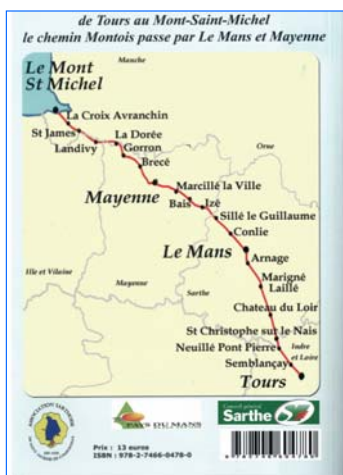 de Tours au Mont-Saint-Michel
le chemin Montois passe par Le Mans et Mayenne
Le Mont
St Michel
Manche
La Croix Avranchin
St James
La Dorée
Orne
Landivy
Gorron
Brecé
Marcillé la Ville
Mayenne
Bais
Izé
Sillé le Guillaume
Conlie
Le Mans
Arnage
Ille et Vilaine
Mayenne
Sarthe
Marigné
Laillé
Chateau du Loir
St Christophe sur le Nais
Neuillé Pont Pierre
Indre
et Loire
Semblançay
Tours
PAYS DU MANS
Conseil général
Sarthe
Prix : 13 euros
ISBN : 978-2-7466-0478-0